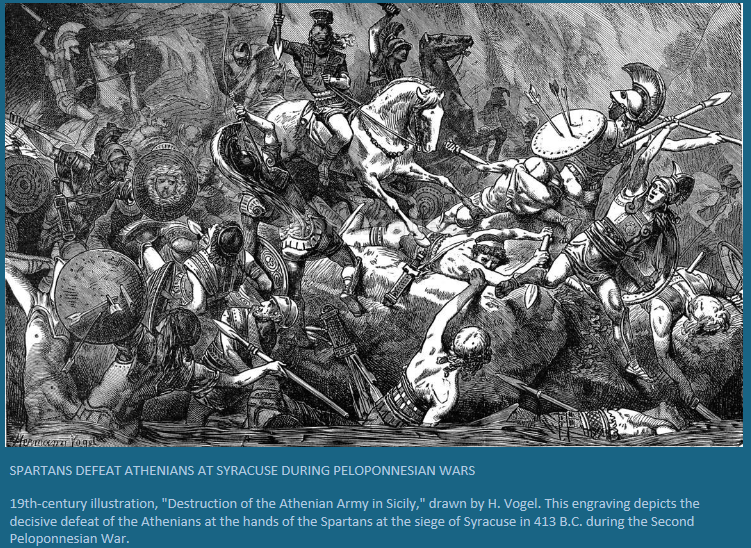 Hermann Vogel
SPARTANS DEFEAT ATHENIANS AT SYRACUSE DURING PELOPONNESIAN WARS
19th-century illustration, "Destruction of the Athenian Army in Sicily," drawn by H. Vogel. This engraving depicts the
decisive defeat of the Athenians at the hands of the Spartans at the siege of Syracuse in 413 B.C. during the Second
Peloponnesian War.